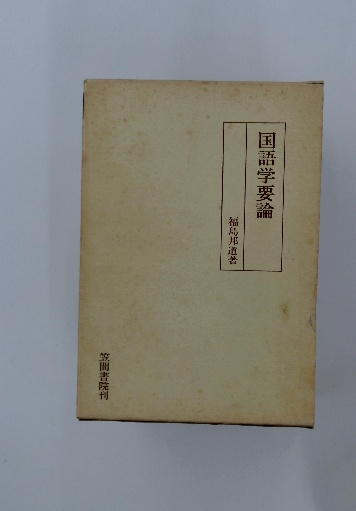 国語学要論
福島邦道著
笠間書院刊